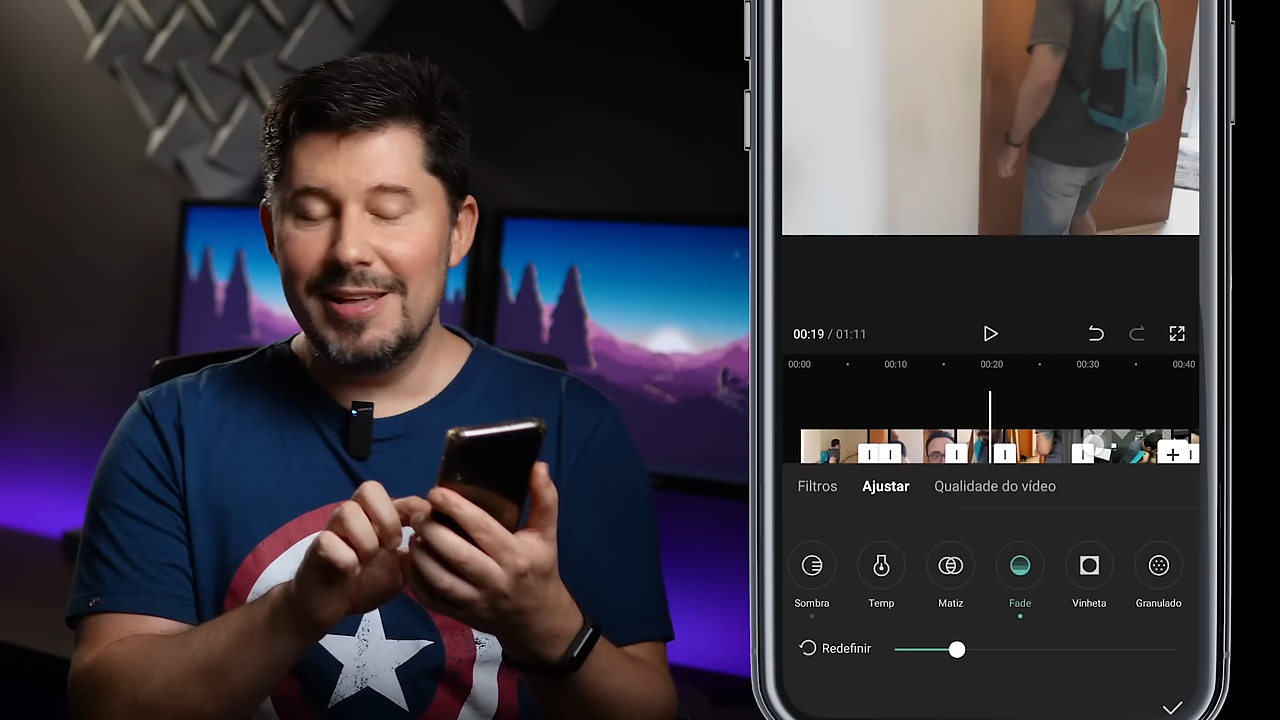 00:19 / 01:11
00:00 00:10 00:20 00:30 00:40
Filtros Ajustar Qualidade do vídeo
Sombra Temp Matiz Fade Vinheta Granulado
Redefinir